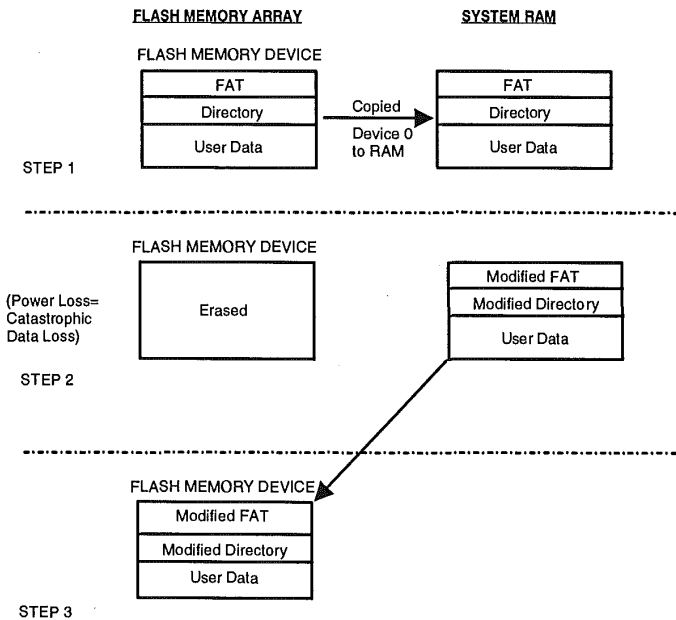 FLASH MEMORY ARRAY
SYSTEM RAM
FLASH MEMORY DEVICE
FAT
Directory
User Data
Copied
Device 0
to RAM
FAT
Directory
User Data
STEP 1
FLASH MEMORY DEVICE
Erased
(Power Loss=
Catastrophic
Data Loss)
Modified FAT
Modified Directory
User Data
STEP 2
FLASH MEMORY DEVICE
Modified FAT
Modified Directory
User Data
STEP 3